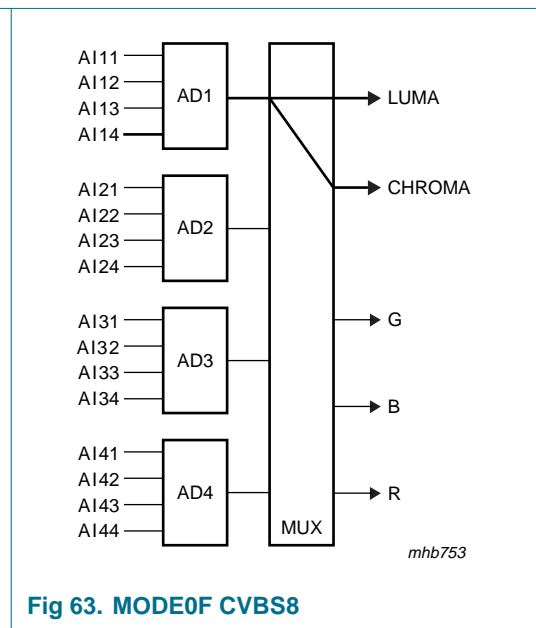 AI11
AI12
AI13
AI14
AD1
LUMA
CHROMA
AI21
AI22
AI23
AI24
AD2
G
AI31
AI32
AI33
AI34
AD3
B
AI41
AI42
AI43
AI44
AD4
R
MUX
mhb753
Fig 63. MODE0F CVBS8